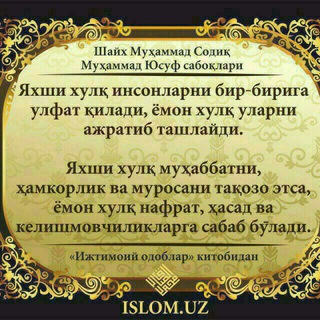 Шайх Муҳаммад Содиқ
Муҳаммад Юсуф сабоқлари
Яхши хулқ инсонларни бир-бирига
улфат қилади, ёмон хулқ уларни
ажратиб ташлайди.
Яхши хулқ муҳаббатни,
ҳамкорлик ва муросани тақозо этса,
ёмон хулқ нафрат, ҳасад ва
келишмовчиликларга сабаб бўлади.
«Ижтимоий одоблар» китобидан
ISLOM.UZ